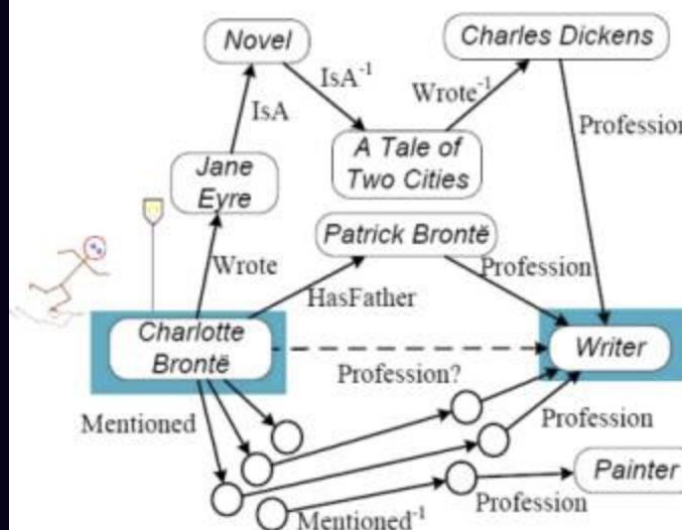 Novel
Charles Dickens
IsA⁻¹
Wrote⁻¹
IsA
Profession
Jane
Eyre
A Tale of
Two Cities
Patrick Brontë
Wrote
Profession
HasFather
Charlotte
Brontë
Writer
Profession?
Mentioned
Profession
Painter
Mentioned⁻¹
Profession